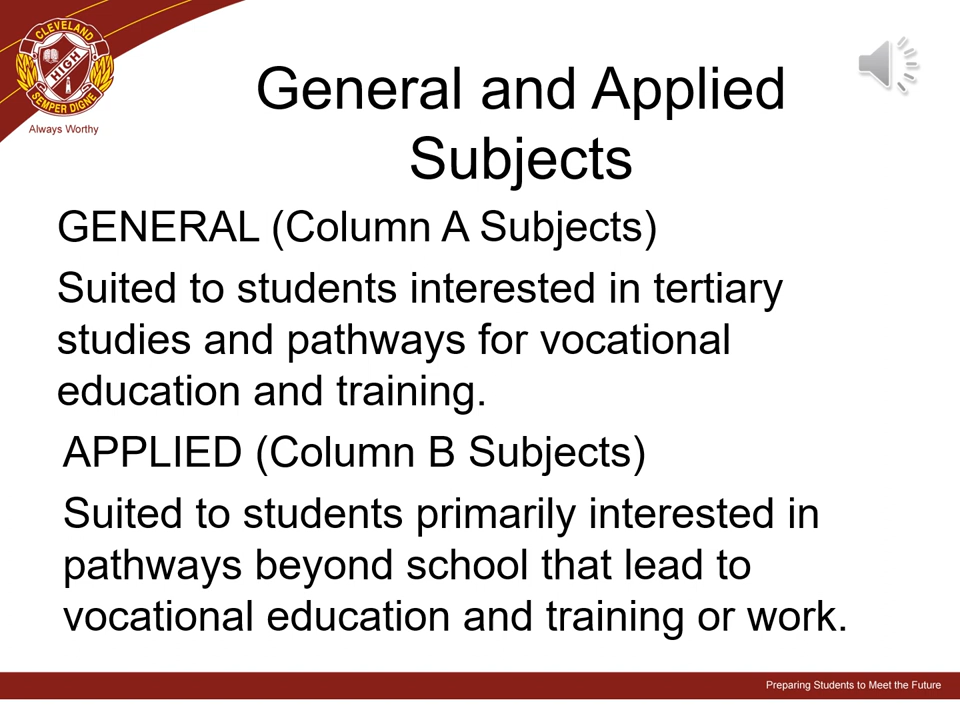 CLEVELAND
HIGH
SEMPER DIGNE
Always Worthy
General and Applied
Subjects
GENERAL (Column A Subjects)
Suited to students interested in tertiary
studies and pathways for vocational
education and training.
APPLIED (Column B Subjects)
Suited to students primarily interested in
pathways beyond school that lead to
vocational education and training or work.
Preparing Students to Meet the Future